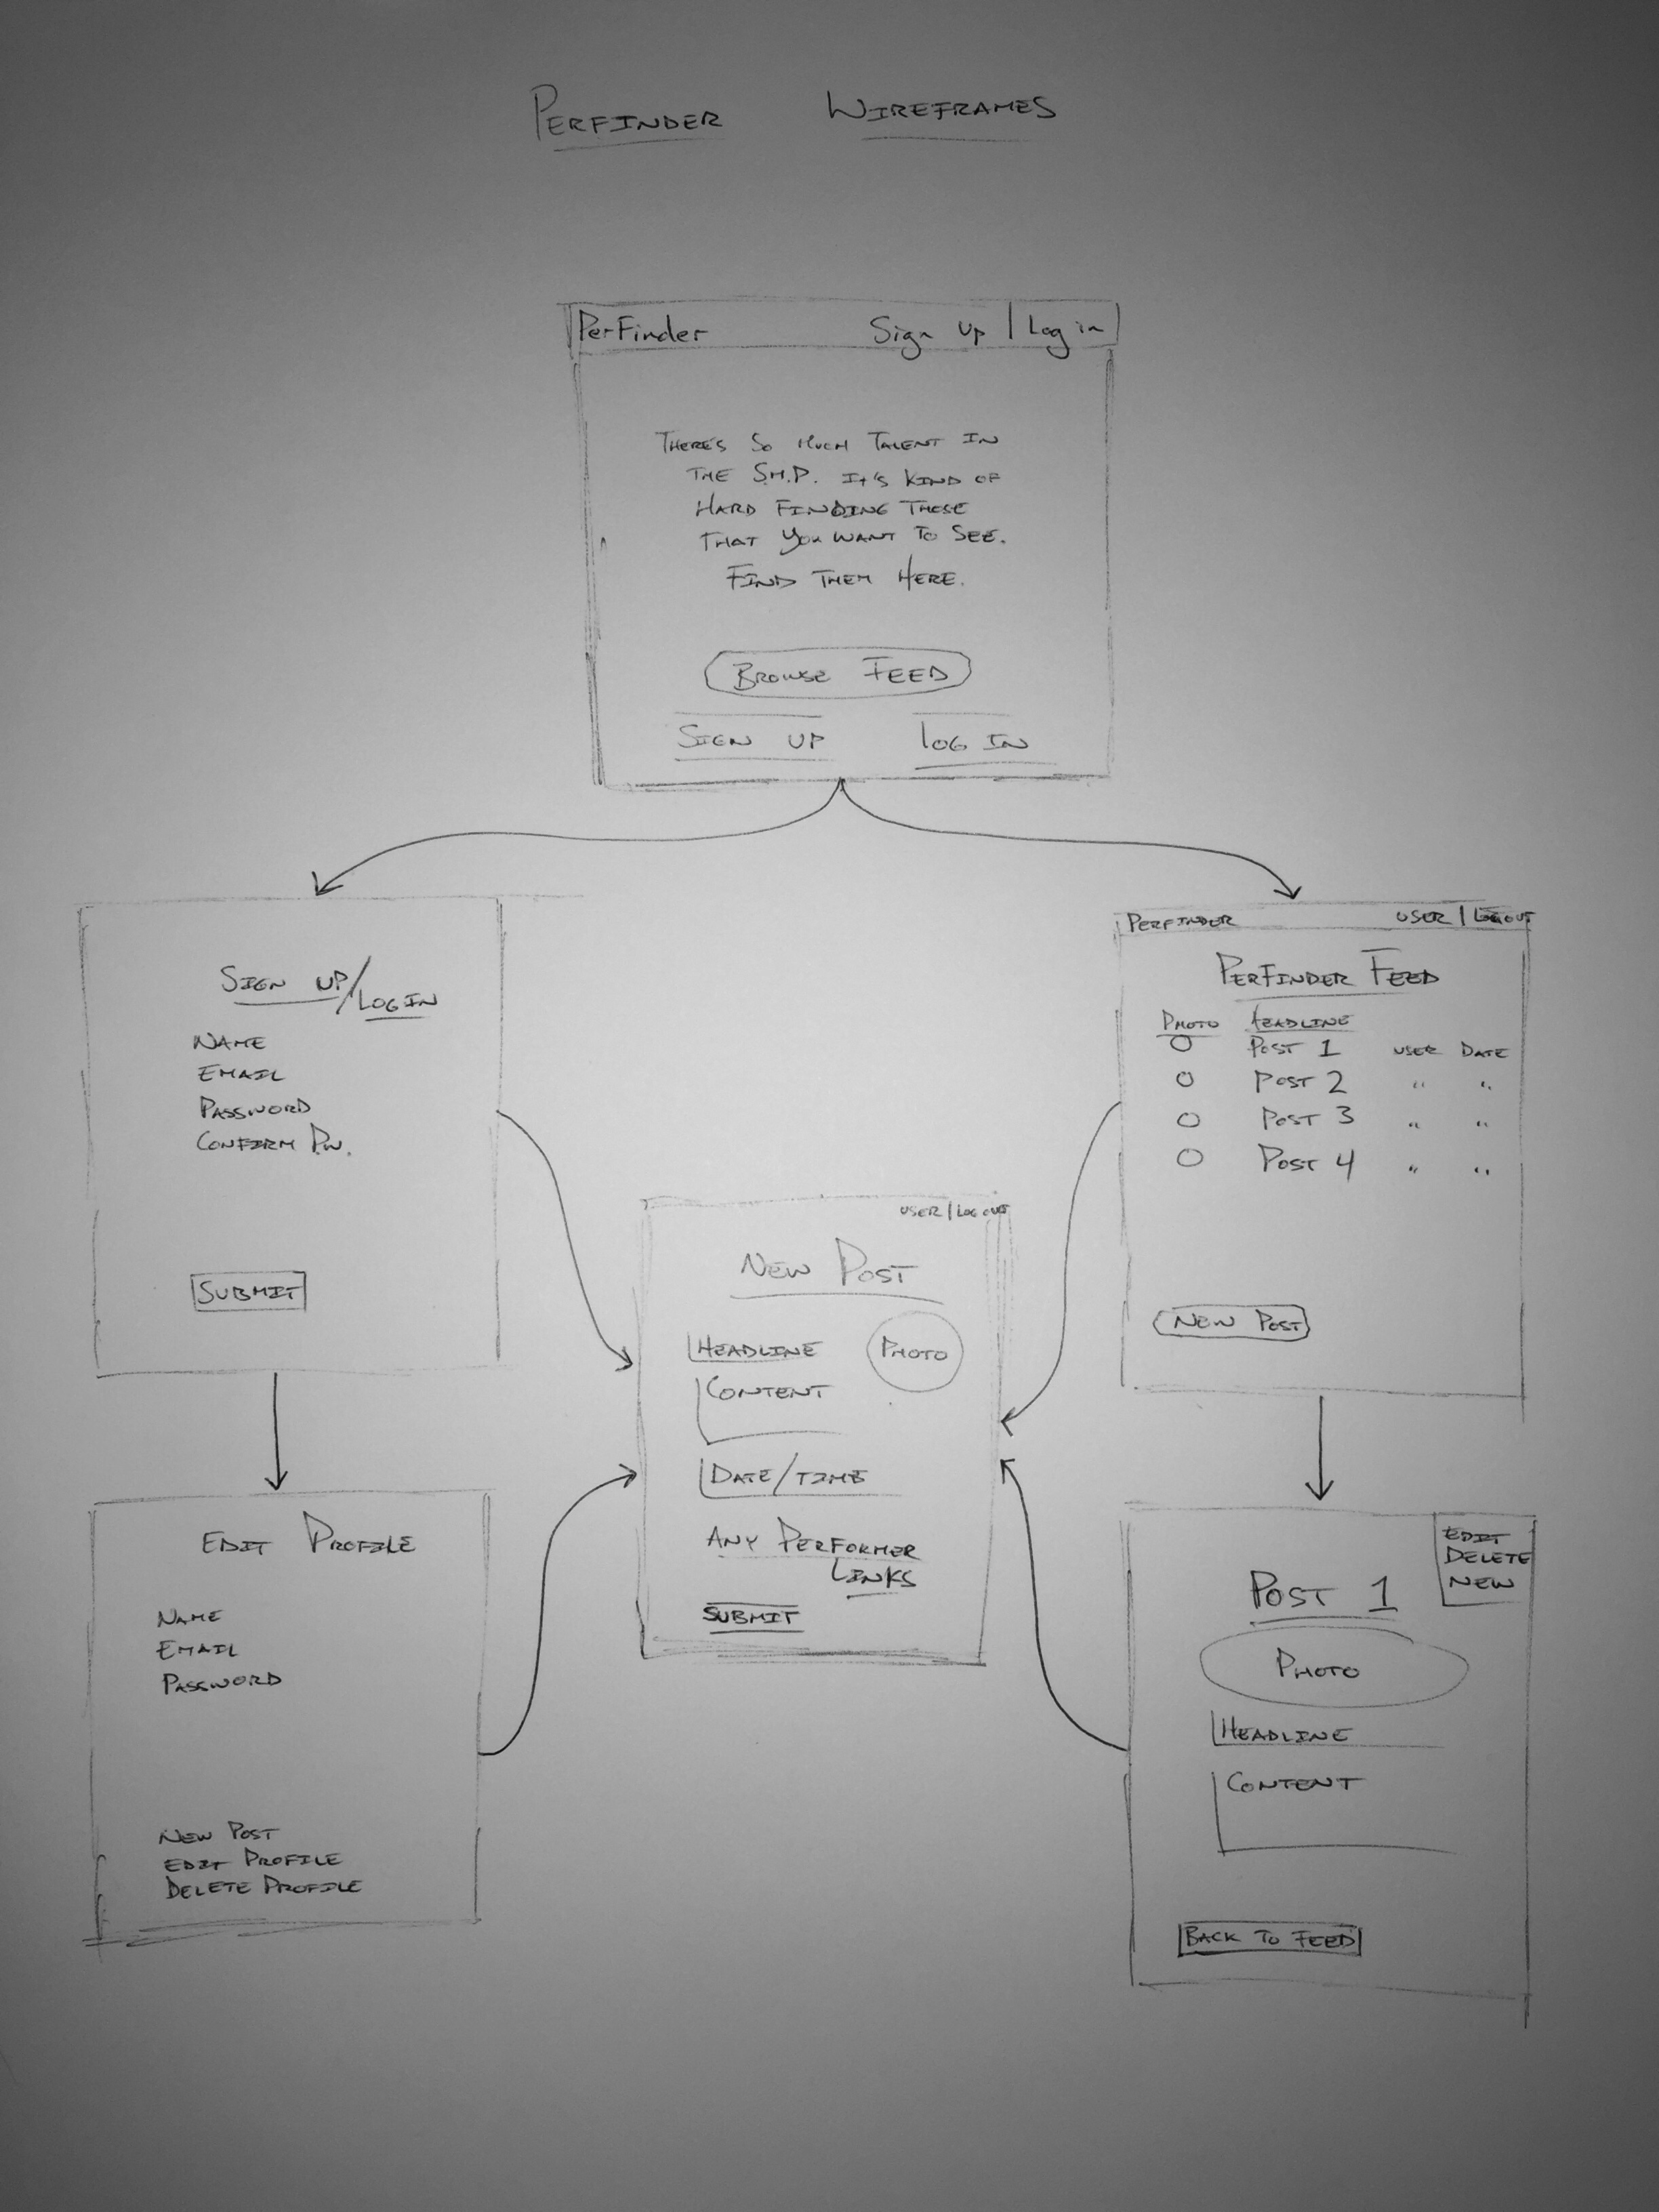 PERFINDER WIREFRAMES
PerFinder Sign Up | Log in
THERE'S SO MUCH TALENT IN
THE S.M.P. IT'S KIND OF
HARD FINDING THOSE
THAT YOU WANT TO SEE.
FIND THEM HERE.
BROWSE FEED
SIGN UP LOG IN
SIGN UP/LOGIN
NAME
EMAIL
PASSWORD
CONFIRM P.W.
SUBMIT
PERFINDER USER | LOGOUT
PERFINDER FEED
PHOTO HEADLINE
POST 1 USER DATE
POST 2 " "
POST 3 " "
POST 4 " "
NEW POST
USER | LOG OUT
NEW POST
HEADLINE PHOTO
CONTENT
DATE/TIME
ANY PERFORMER
LINKS
SUBMIT
EDIT PROFILE
NAME
EMAIL
PASSWORD
NEW POST
EDIT PROFILE
DELETE PROFILE
EDIT
DELETE
NEW
POST 1
PHOTO
HEADLINE
CONTENT
BACK TO FEED